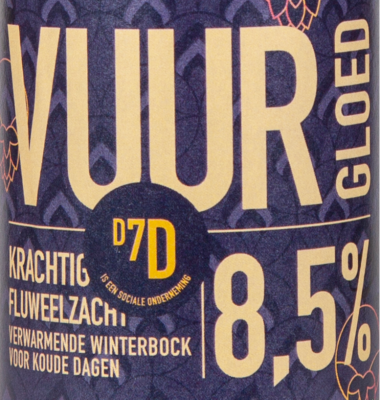 VUUR
GLOED
D7D
IS EEN SOCIALE ONDERNEMING
KRACHTIG
FLUWEELZACHT
VERWARMENDE WINTERBOCK
VOOR KOUDE DAGEN
8,5%